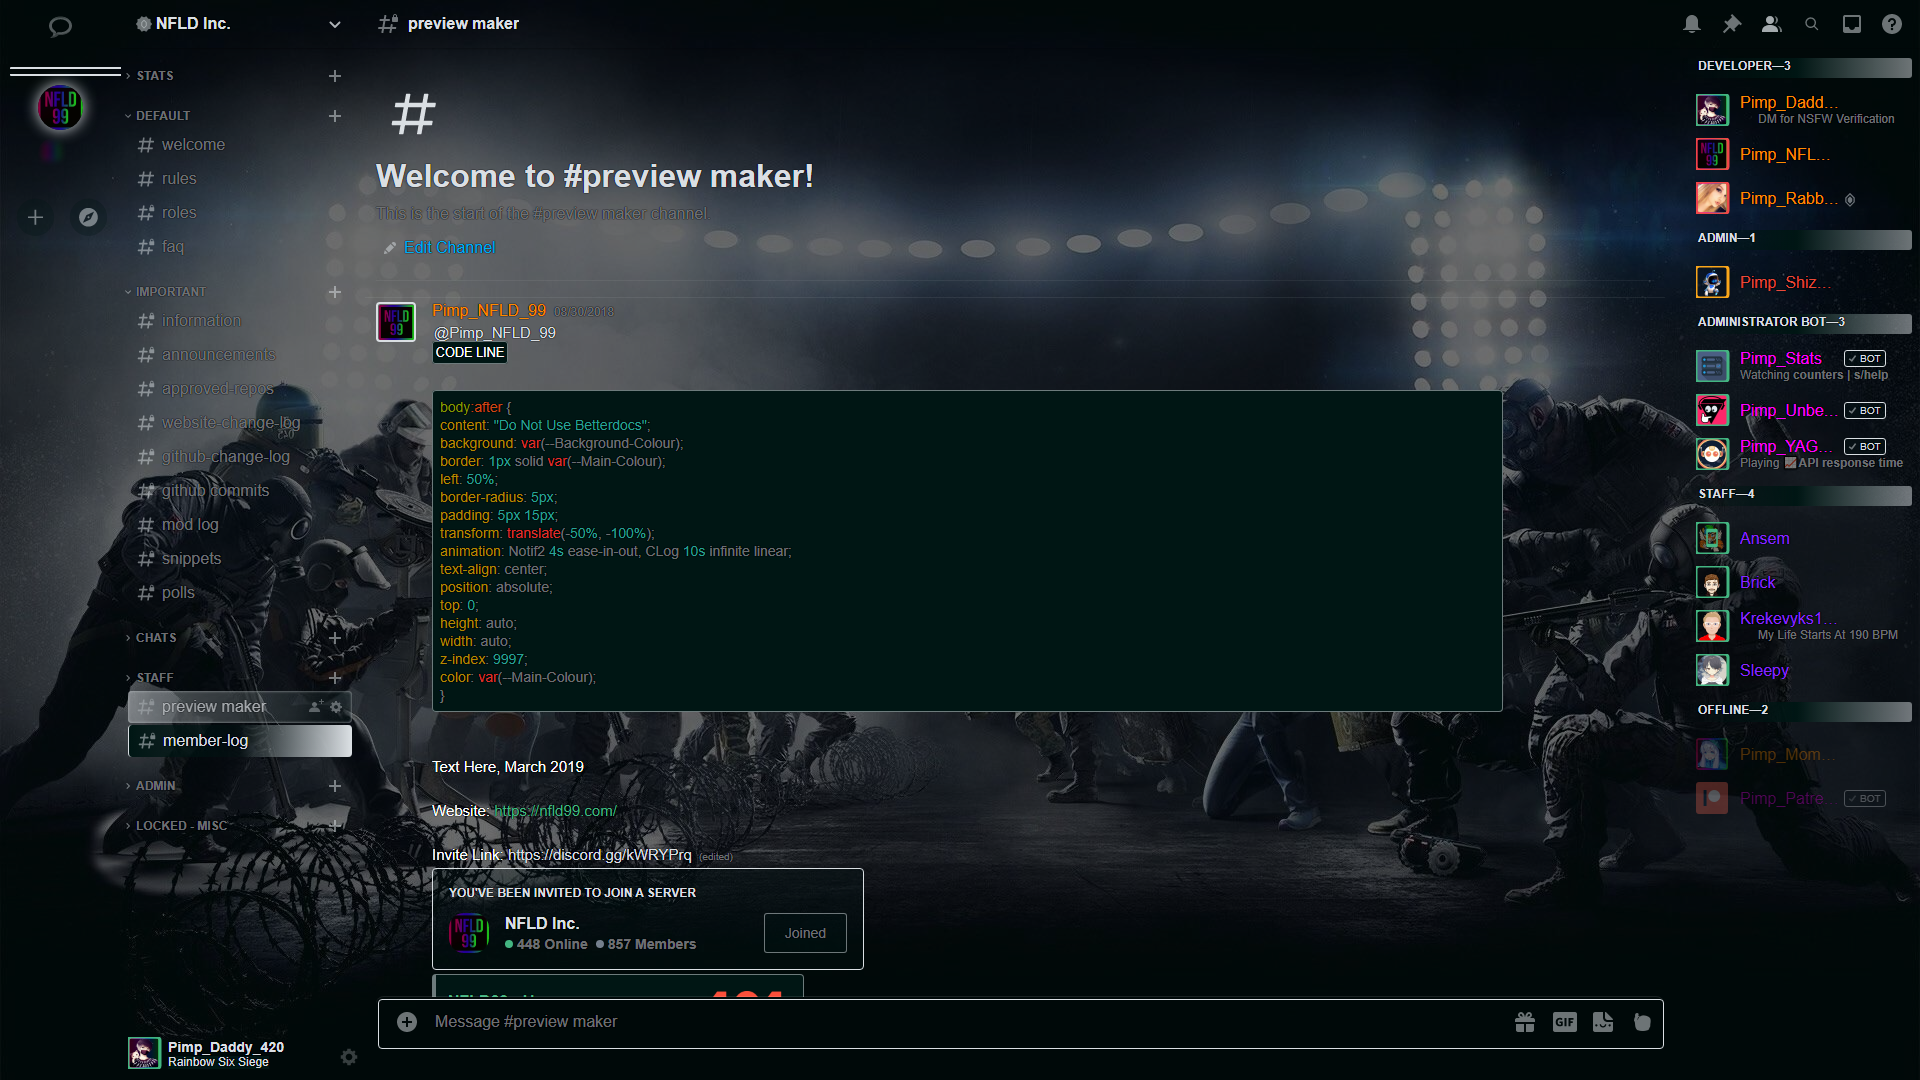 NFLD Inc.
STATS
NFLD
99
DEFAULT
welcome
rules
roles
faq
IMPORTANT
information
announcements
approved-repos
website-change-log
github-change-log
github commits
mod log
snippets
polls
CHATS
STAFF
preview maker
member-log
ADMIN
LOCKED - MISC
Pimp_Daddy_420
Rainbow Six Siege
preview maker
#
Welcome to #preview maker!
This is the start of the #preview maker channel.
Edit Channel
NFLD
99
Pimp_NFLD_99 08/30/2018
@Pimp_NFLD_99
CODE LINE
body:after {
content: "Do Not Use Betterdocs";
background: var(--Background-Colour);
border: 1px solid var(--Main-Colour);
left: 50%;
border-radius: 5px;
padding: 5px 15px;
transform: translate(-50%, -100%);
animation: Notif2 4s ease-in-out, CLog 10s infinite linear;
text-align: center;
position: absolute;
top: 0;
height: auto;
width: auto;
z-index: 9997;
color: var(--Main-Colour);
}
Text Here, March 2019
Website: https://nfld99.com/
Invite Link: https://discord.gg/kWRYPrq (edited)
YOU'VE BEEN INVITED TO JOIN A SERVER
NFLD
99
NFLD Inc.
448 Online 857 Members
Joined
Message #preview maker
GIF
DEVELOPER—3
Pimp_Dadd...
DM for NSFW Verification
NFLD
99
Pimp_NFL...
Pimp_Rabb...
ADMIN—1
Pimp_Shiz...
ADMINISTRATOR BOT—3
Pimp_Stats ✓ BOT
Watching counters | s/help
Pimp_Unbe... ✓ BOT
Pimp_YAG... ✓ BOT
Playing API response time
STAFF—4
Ansem
Brick
Krekevyks1...
My Life Starts At 190 BPM
Sleepy
OFFLINE—2
Pimp_Mom...
Pimp_Patre... ✓ BOT